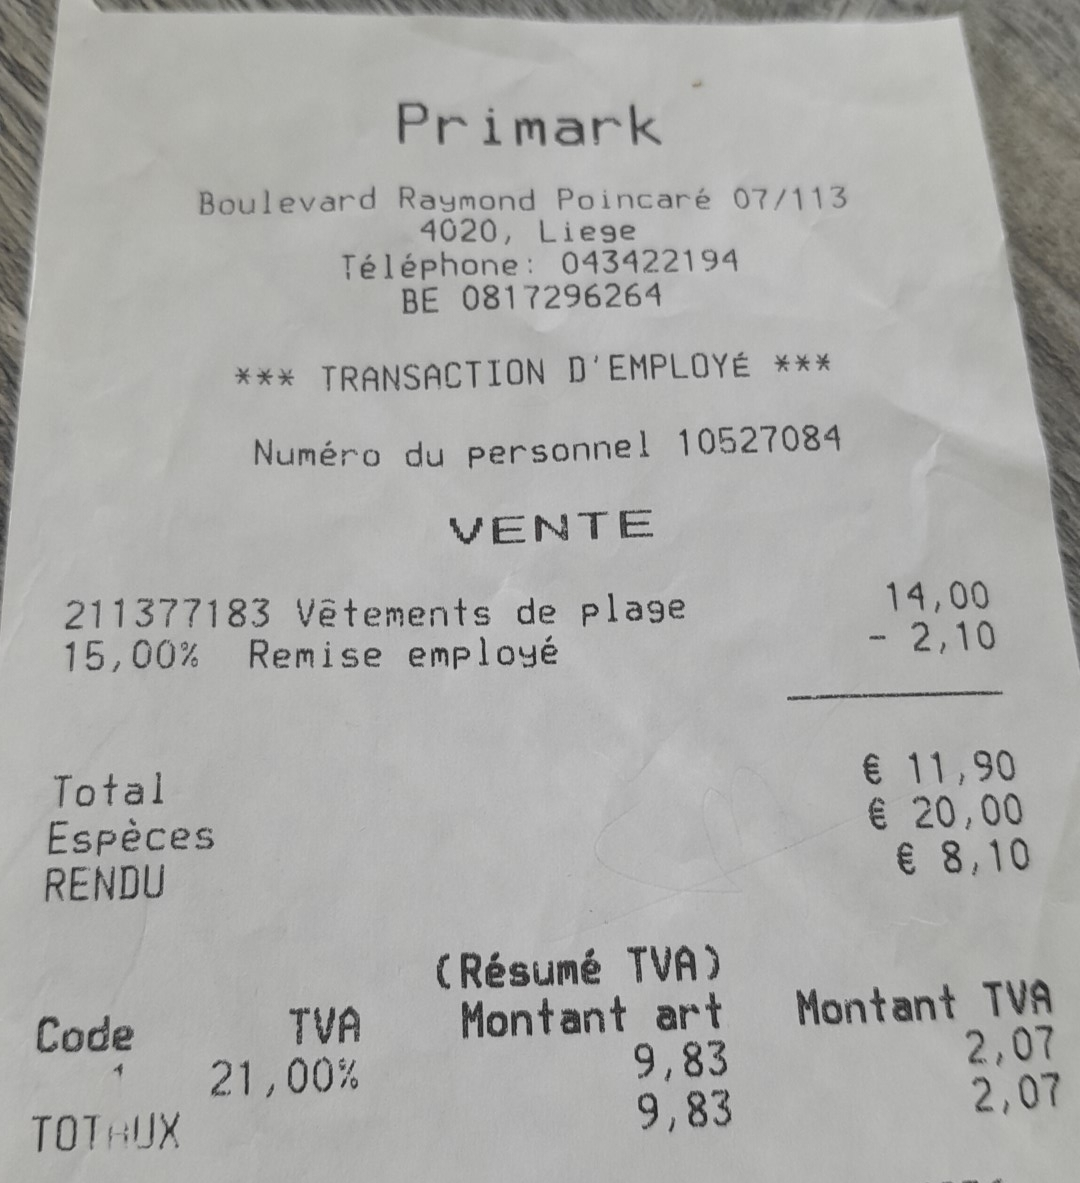 Primark
Boulevard Raymond Poincaré 07/113
4020, Liege
Téléphone: 043422194
BE 0817296264
*** TRANSACTION D'EMPLOYÉ ***
Numéro du personnel 10527084
VENTE
211377183 Vêtements de plage 14,00
15,00% Remise employé - 2,10
Total € 11,90
Espèces € 20,00
RENDU € 8,10
(Résumé TVA)
Code TVA Montant art Montant TVA
1 21,00% 9,83 2,07
TOTAUX 9,83 2,07